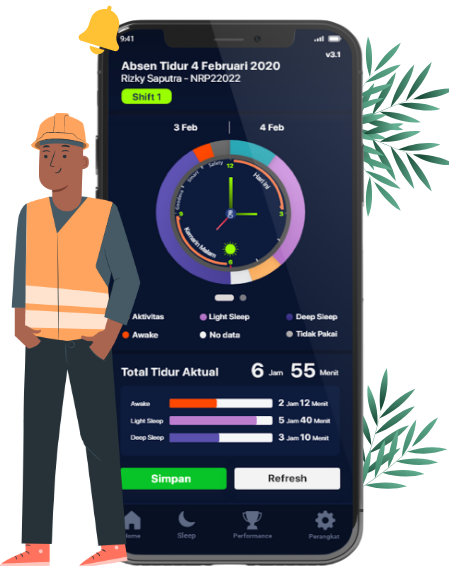 9:41
v3.1
Absen Tidur 4 Februari 2020
Rizky Saputra - NRP22022
Shift 1
3 Feb | 4 Feb
12
Safety
Smart
Hari ini
9
3
Kemarin Malam
6
Aktivitas Light Sleep Deep Sleep
Awake No data Tidak Pakai
Total Tidur Aktual 6 Jam 55 Menit
Awake 2 Jam 12 Menit
Light Sleep 5 Jam 40 Menit
Deep Sleep 3 Jam 10 Menit
Simpan Refresh
Home Sleep Performance Perangkat